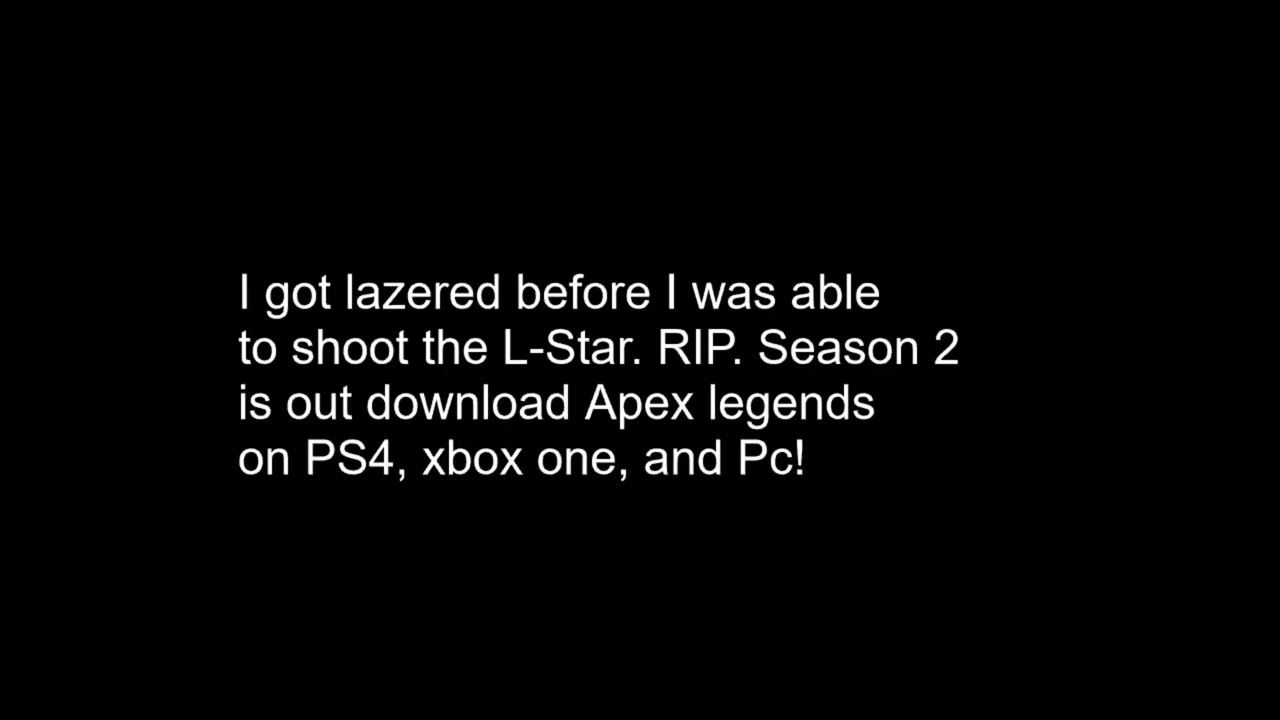 I got lazered before I was able
to shoot the L-Star. RIP. Season 2
is out download Apex legends
on PS4, xbox one, and Pc!